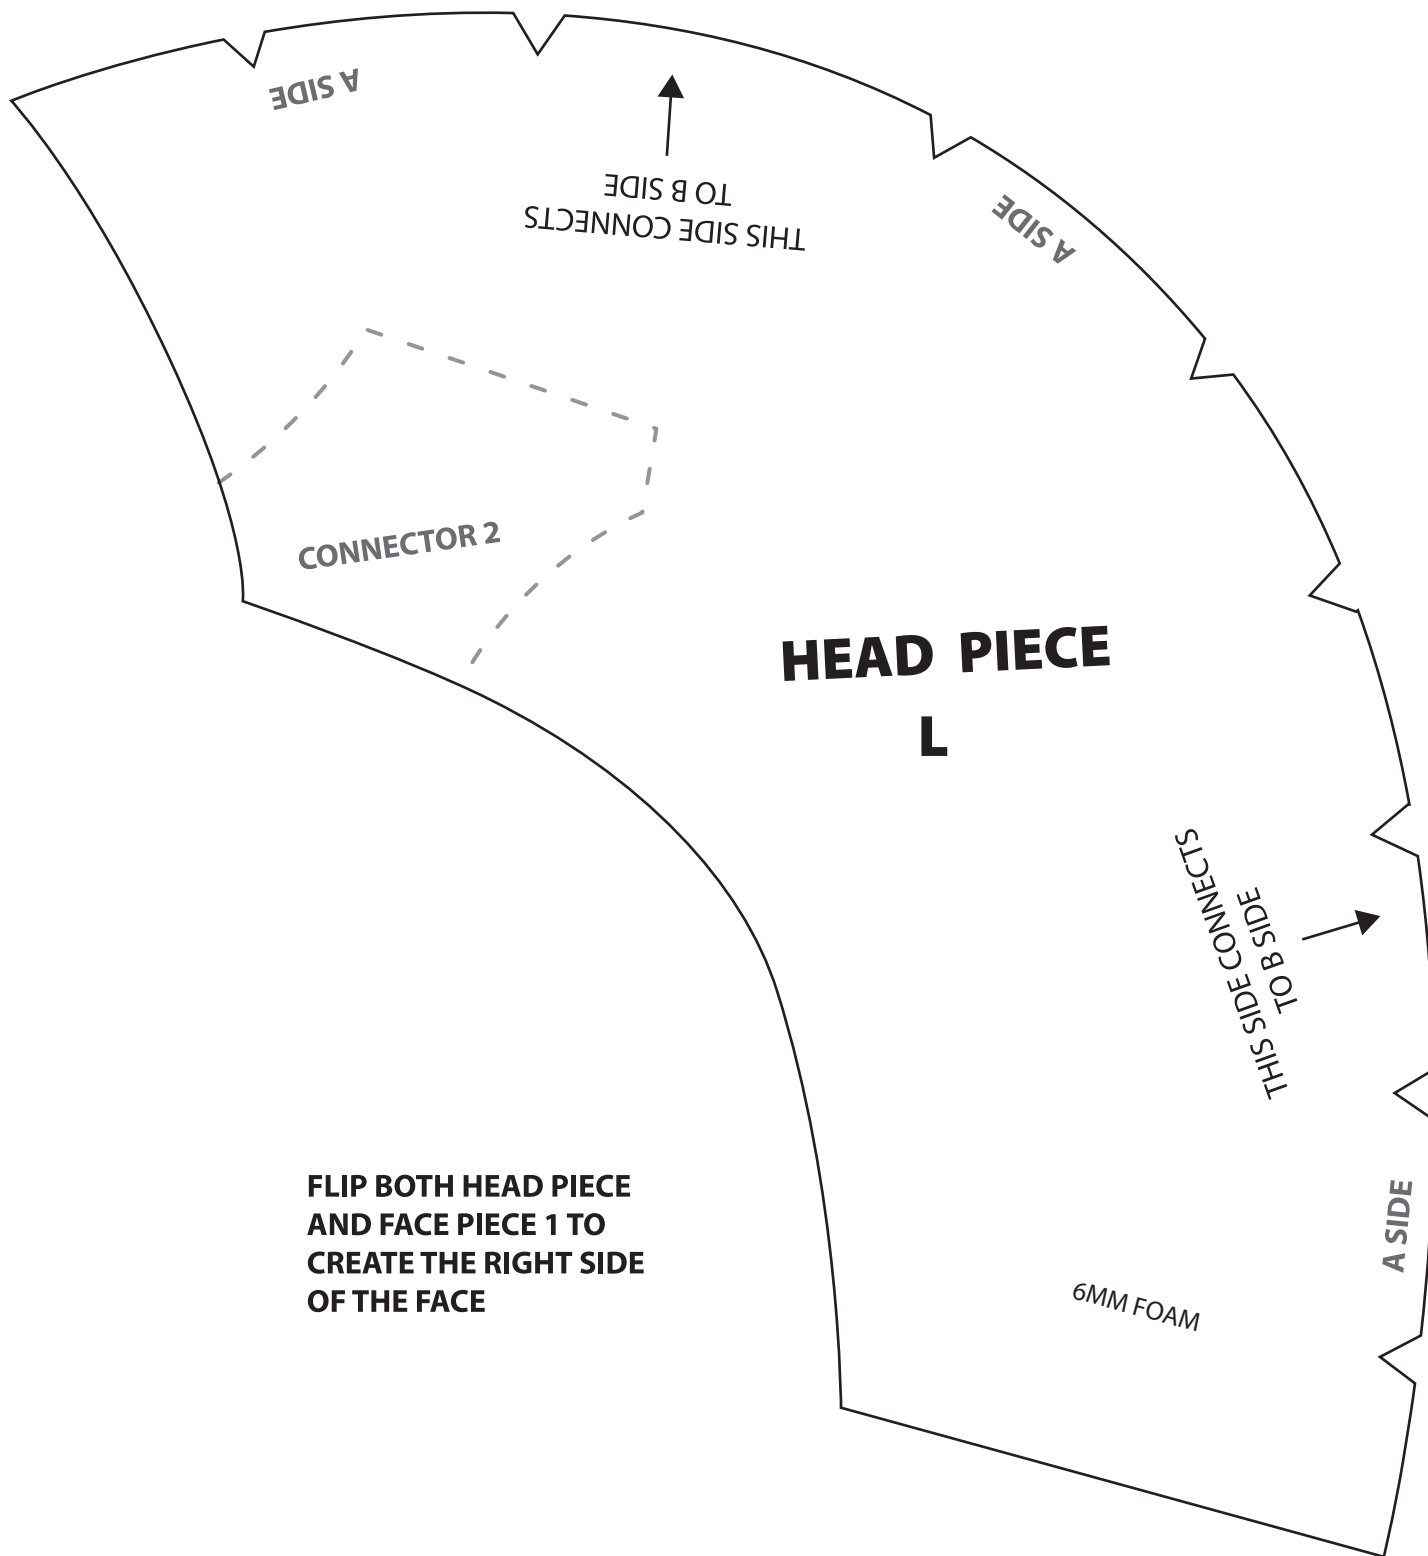 A SIDE
THIS SIDE CONNECTS
TO B SIDE
A SIDE
CONNECTOR 2
HEAD PIECE
L
THIS SIDE CONNECTS
TO B SIDE
FLIP BOTH HEAD PIECE
AND FACE PIECE 1 TO
CREATE THE RIGHT SIDE
OF THE FACE
A SIDE
6MM FOAM